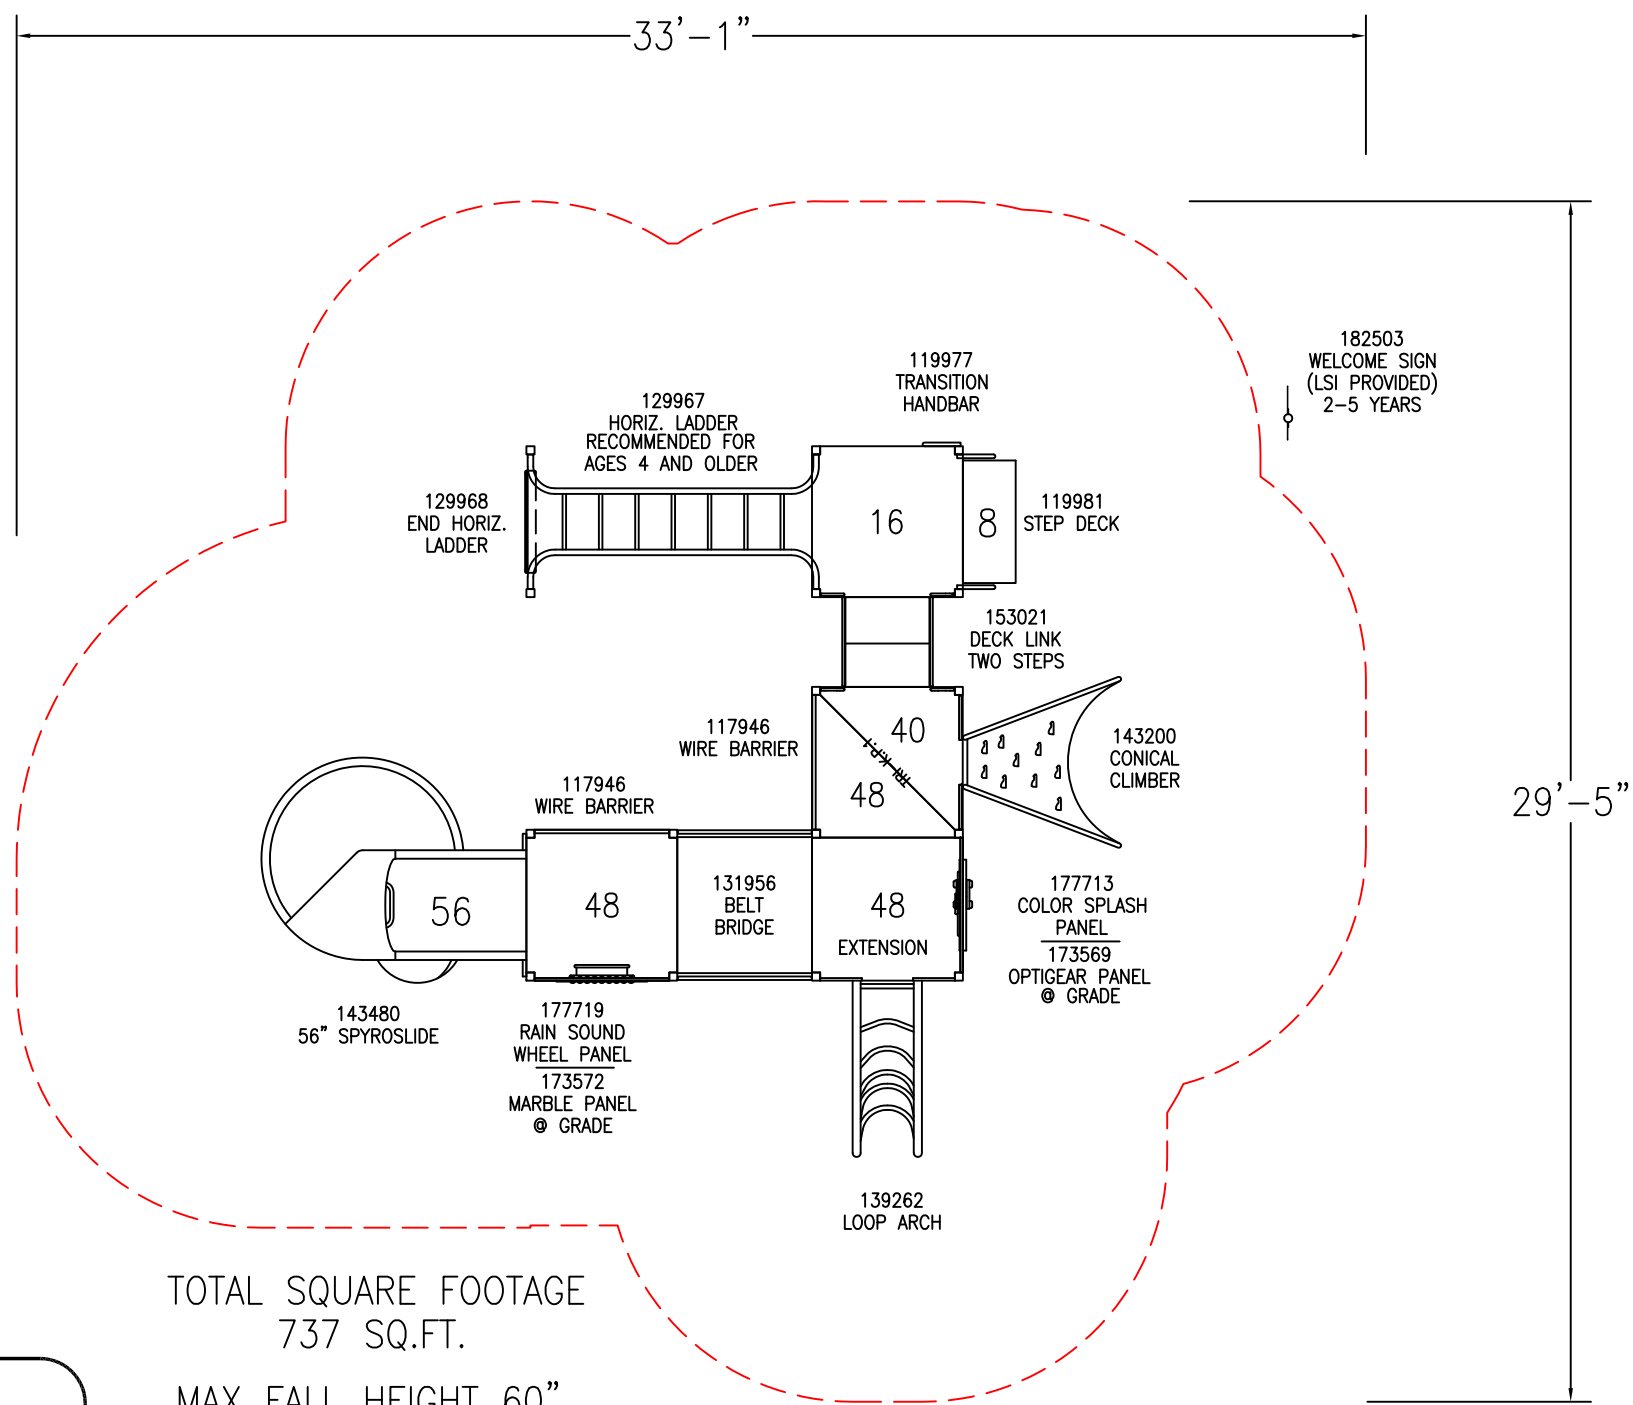 33'-1"
182503
WELCOME SIGN
(LSI PROVIDED)
2-5 YEARS
119977
TRANSITION
HANDBAR
129967
HORIZ. LADDER
RECOMMENDED FOR
AGES 4 AND OLDER
129968
END HORIZ.
LADDER
16
8
119981
STEP DECK
153021
DECK LINK
TWO STEPS
117946
WIRE BARRIER
40
TRI K.P.1
48
143200
CONICAL
CLIMBER
29'-5"
117946
WIRE BARRIER
56
48
131956
BELT
BRIDGE
48
EXTENSION
177713
COLOR SPLASH
PANEL
173569
OPTIGEAR PANEL
@ GRADE
143480
56" SPYROSLIDE
177719
RAIN SOUND
WHEEL PANEL
173572
MARBLE PANEL
@ GRADE
139262
LOOP ARCH
TOTAL SQUARE FOOTAGE
737 SQ.FT.
MAX FALL HEIGHT 60"